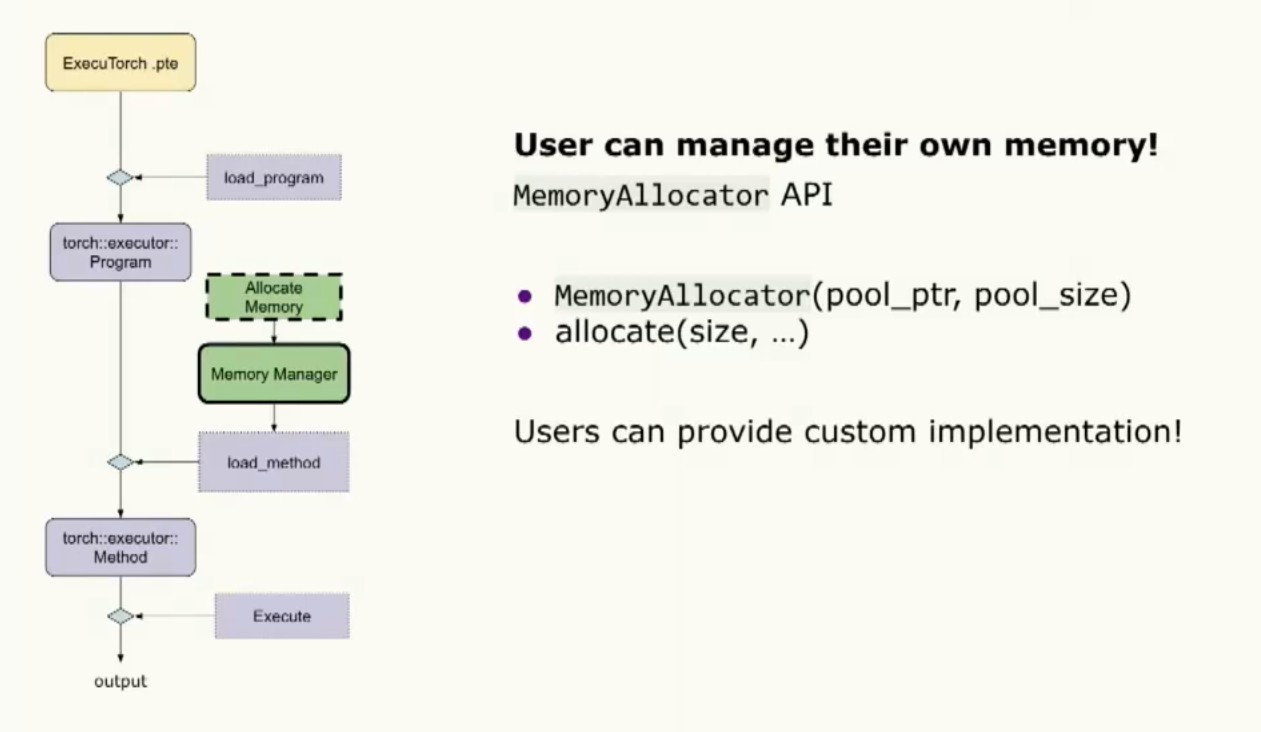 ExecuTorch .pte
load_program
torch::executor::
Program
Allocate
Memory
Memory Manager
load_method
torch::executor::
Method
Execute
output
User can manage their own memory!
MemoryAllocator API
● MemoryAllocator(pool_ptr, pool_size)
● allocate(size, ...)
Users can provide custom implementation!